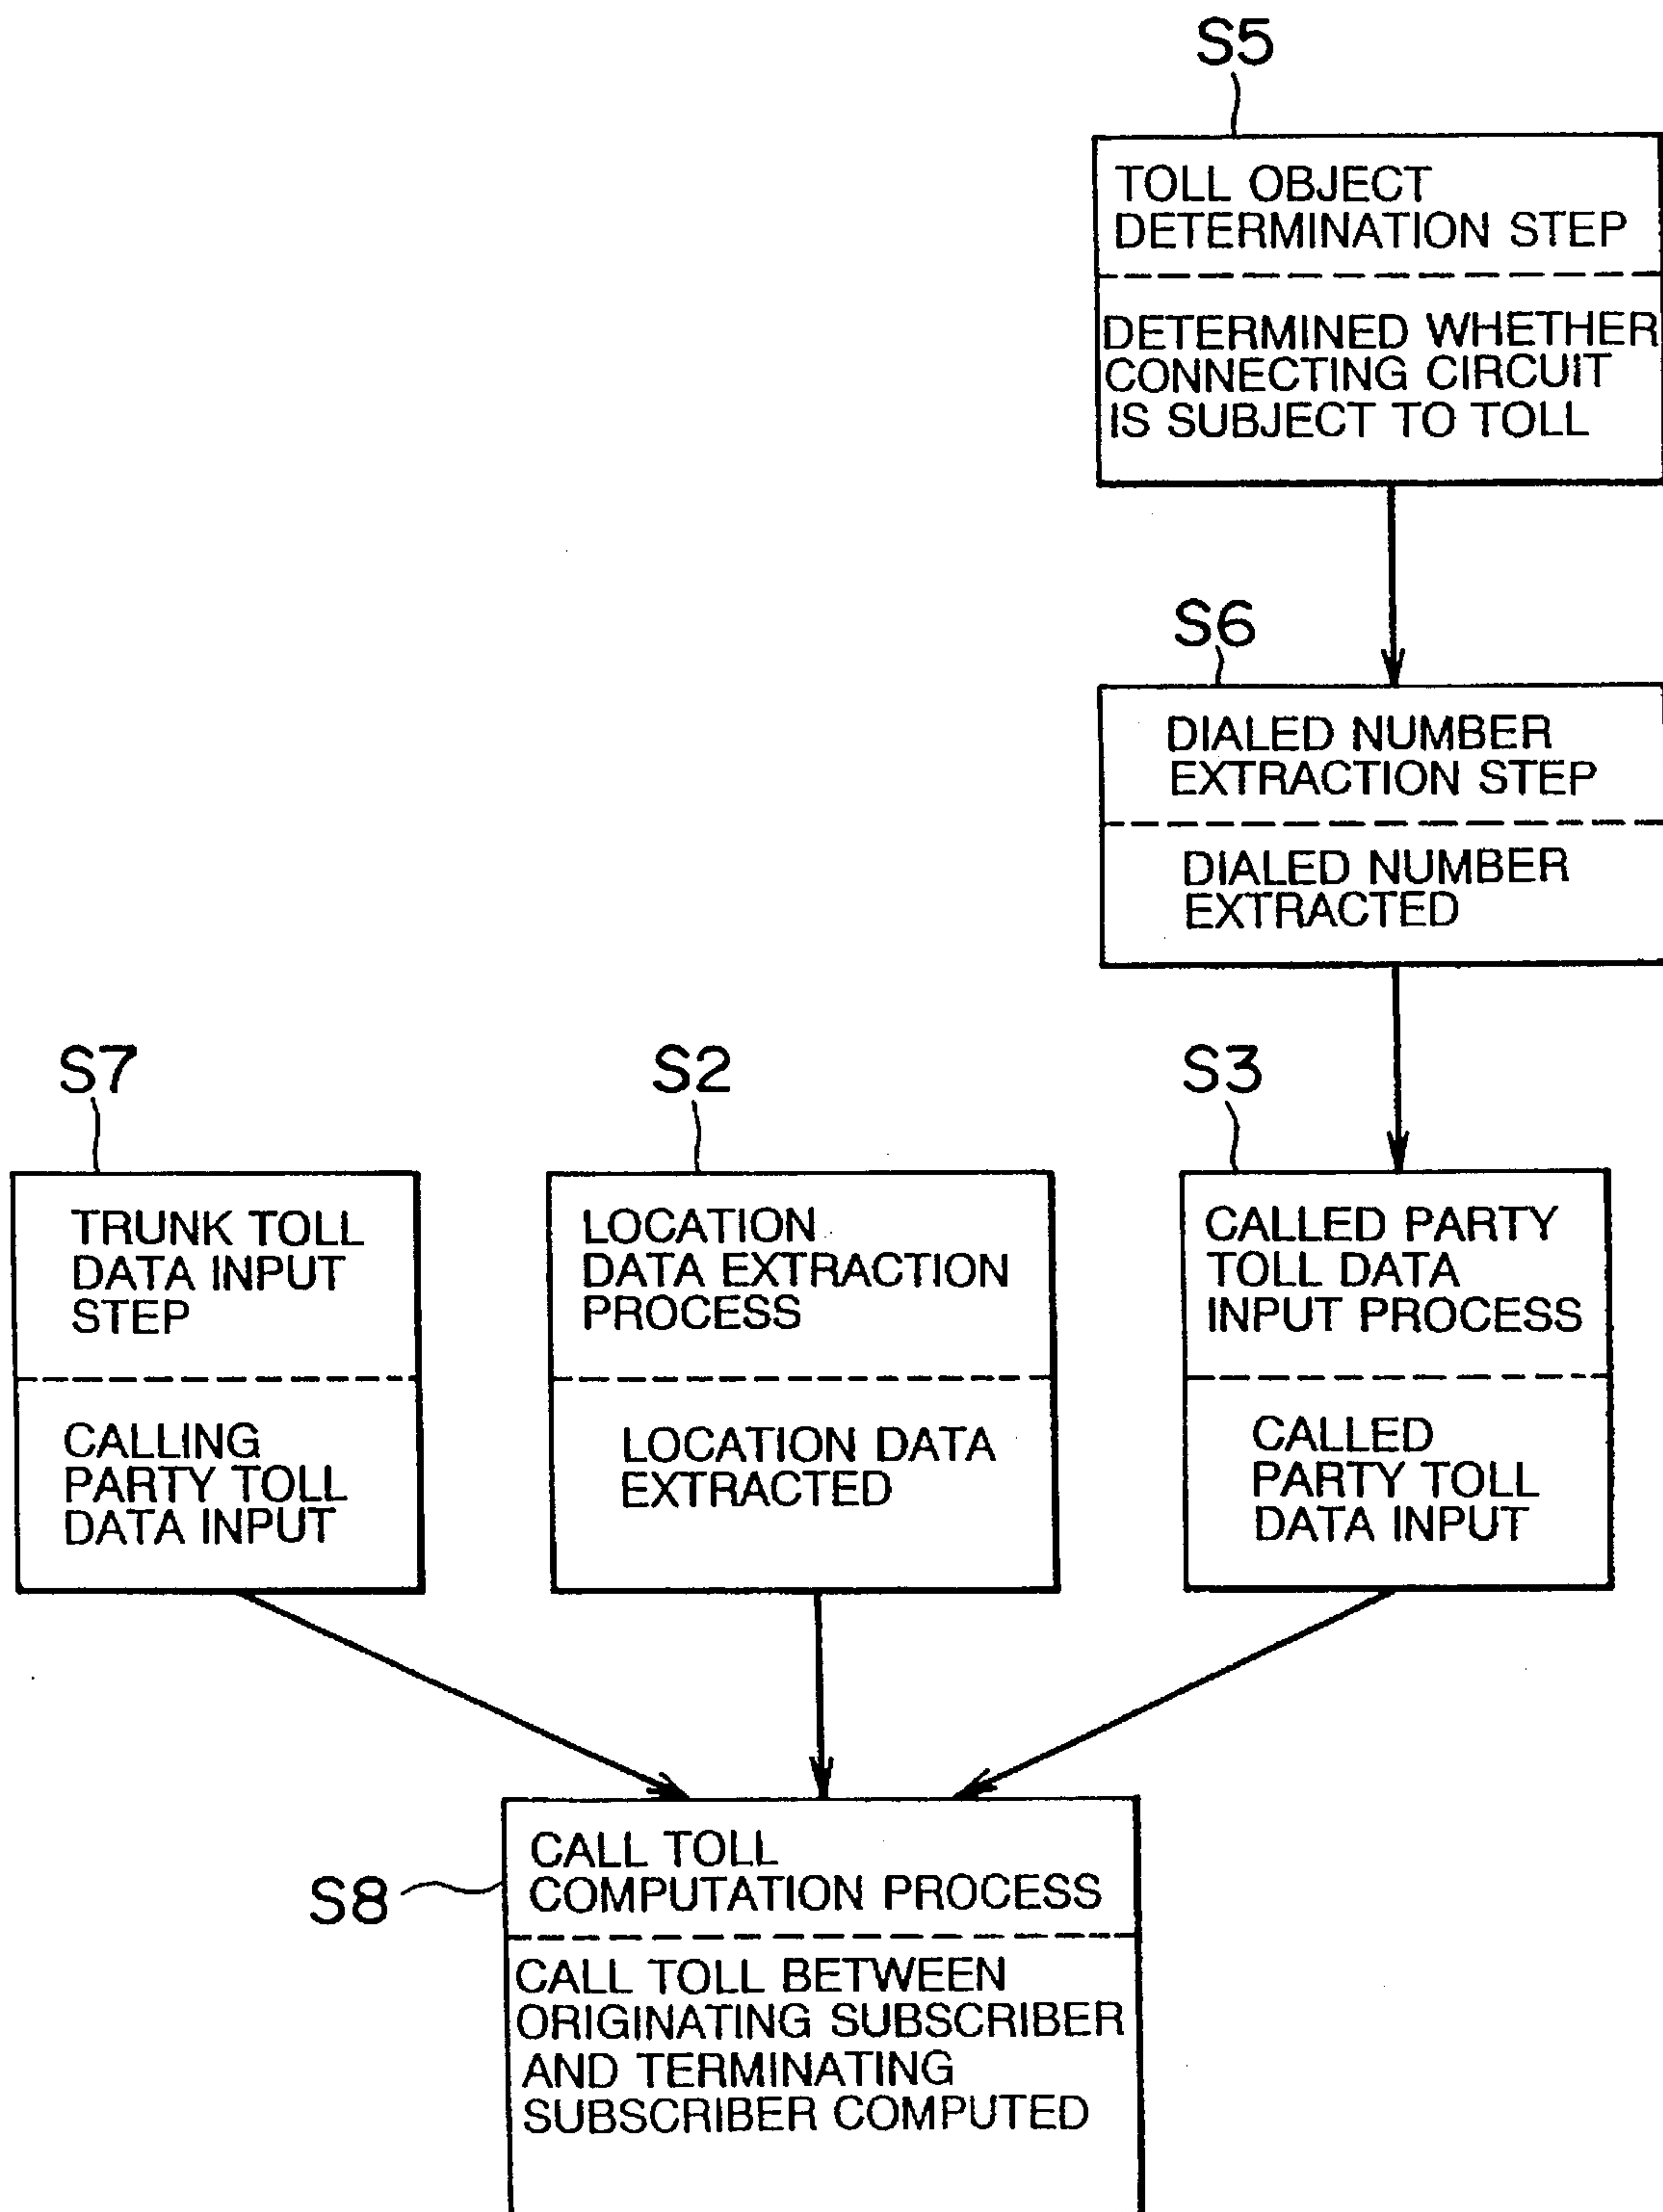 S5
TOLL OBJECT
DETERMINATION STEP
DETERMINED WHETHER
CONNECTING CIRCUIT
IS SUBJECT TO TOLL
S6
DIALED NUMBER
EXTRACTION STEP
DIALED NUMBER
EXTRACTED
S7
TRUNK TOLL
DATA INPUT
STEP
CALLING
PARTY TOLL
DATA INPUT
S2
LOCATION
DATA EXTRACTION
PROCESS
LOCATION DATA
EXTRACTED
S3
CALLED PARTY
TOLL DATA
INPUT PROCESS
CALLED
PARTY TOLL
DATA INPUT
S8
CALL TOLL
COMPUTATION PROCESS
CALL TOLL BETWEEN
ORIGINATING SUBSCRIBER
AND TERMINATING
SUBSCRIBER COMPUTED